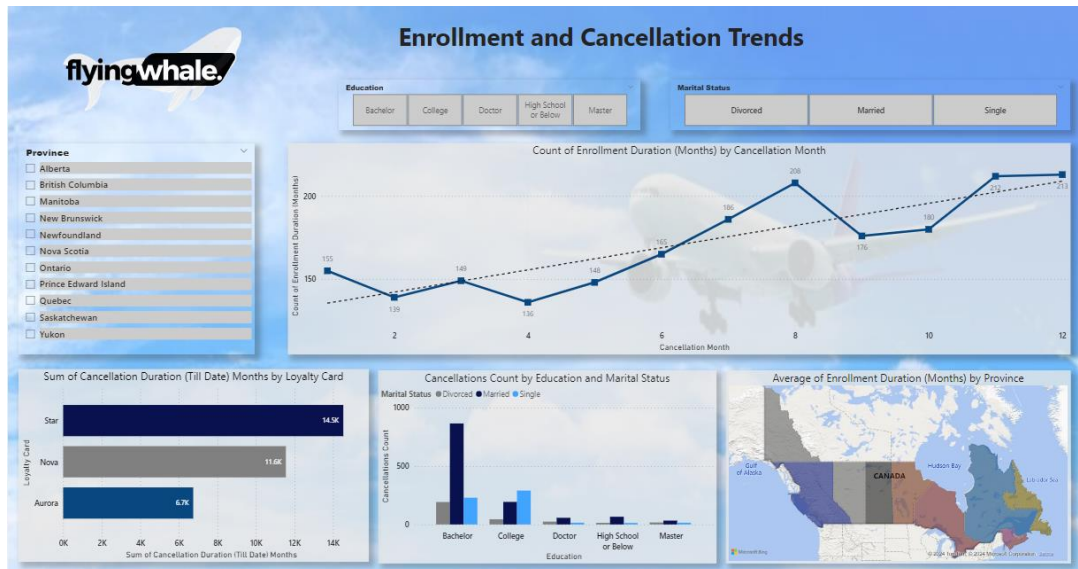 flyingwhale.
Enrollment and Cancellation Trends
Education
Bachelor
College
Doctor
High School
or Below
Master
Marital Status
Divorced
Married
Single
Province
Alberta
British Columbia
Manitoba
New Brunswick
Newfoundland
Nova Scotia
Ontario
Prince Edward Island
Quebec
Saskatchewan
Yukon
Count of Enrollment Duration (Months) by Cancellation Month
Count of Enrollment Duration (Months)
200
150
155
139
149
136
148
165
186
208
176
180
212
213
2
4
6
8
10
12
Cancellation Month
Sum of Cancellation Duration (Till Date) Months by Loyalty Card
Loyalty Card
Star
14.5K
Nova
11.6K
Aurora
6.7K
0K
2K
4K
6K
8K
10K
12K
14K
Sum of Cancellation Duration (Till Date) Months
Cancellations Count by Education and Marital Status
Marital Status Divorced Married Single
Cancellations Count
1000
500
0
Bachelor
College
Doctor
High School
or Below
Master
Education
Average of Enrollment Duration (Months) by Province
Gulf
of Alaska
CANADA
Hudson Bay
Labrador Sea
Microsoft Bing
© 2024 Microsoft Corporation